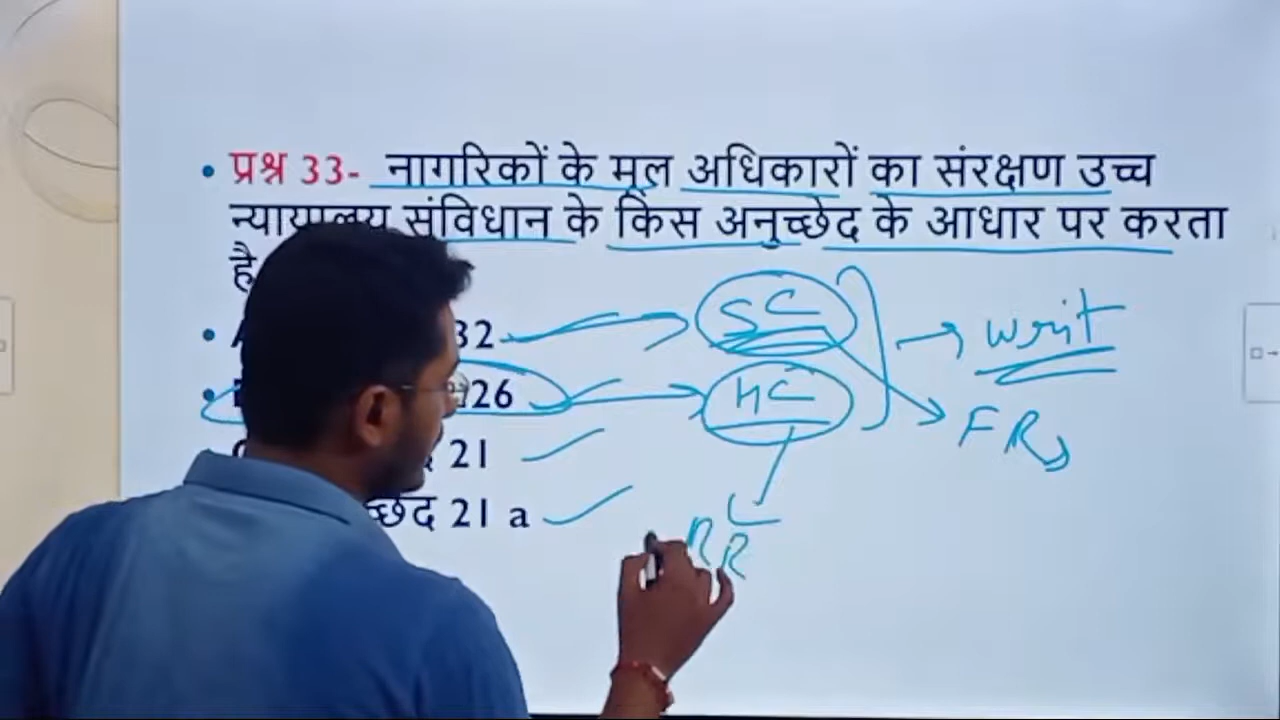 • प्रश्न 33- नागरिकों के मूल अधिकारों का संरक्षण उच्च
न्यायालय संविधान के किस अनुच्छेद के आधार पर करता
है
• 32 SC → writ
• 26 HC FRs
21
21 a
R